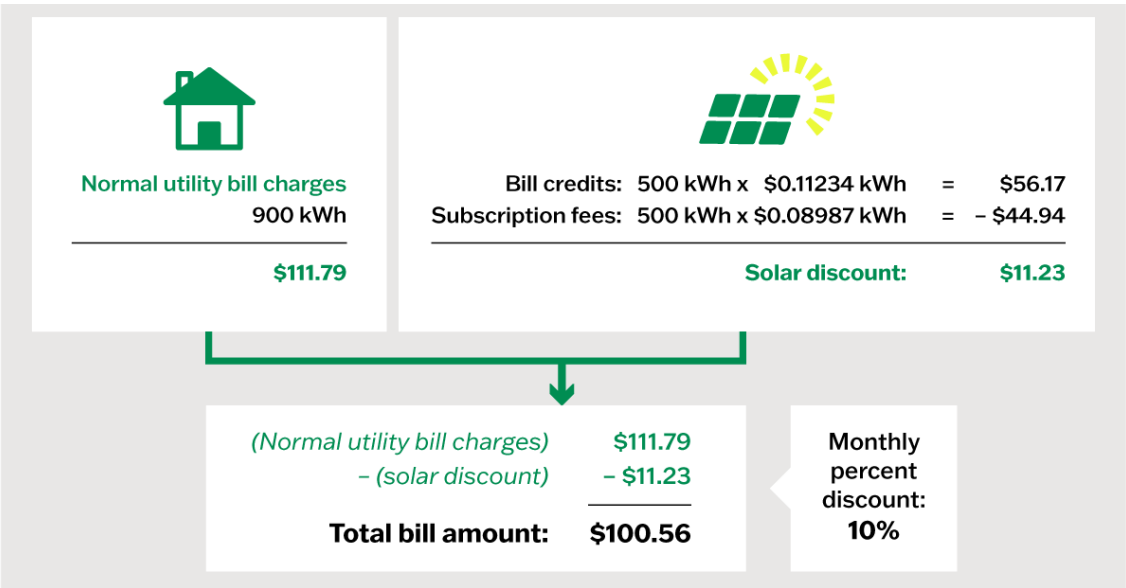 Normal utility bill charges
900 kWh
$111.79
Bill credits: 500 kWh x $0.11234 kWh = $56.17
Subscription fees: 500 kWh x $0.08987 kWh = – $44.94
Solar discount: $11.23
(Normal utility bill charges) $111.79
– (solar discount) – $11.23
Total bill amount: $100.56
Monthly
percent
discount:
10%